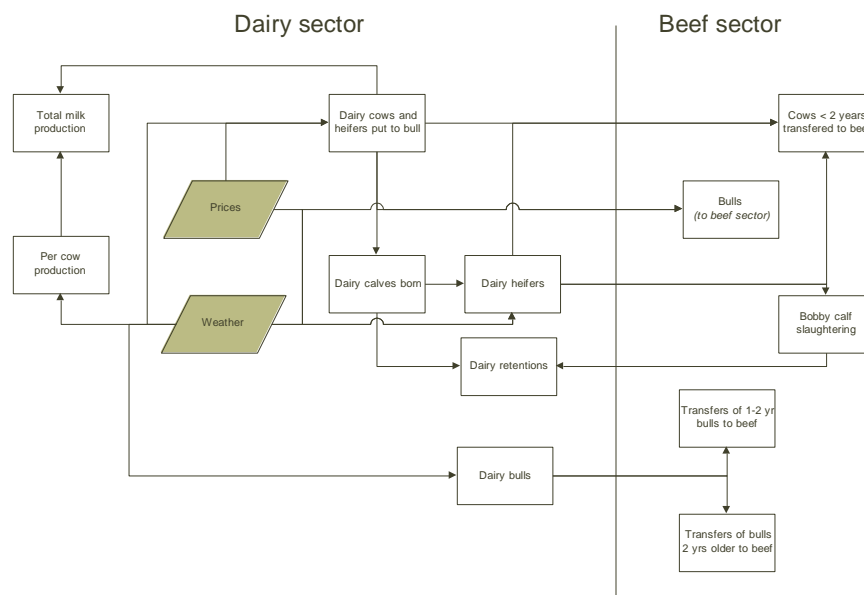 Dairy sector
Beef sector
Total milk
production
Dairy cows and
heifers put to bull
Cows < 2 years
transfered to bee
Prices
Bulls
(to beef sector)
Per cow
production
Dairy calves born
Dairy heifers
Weather
Bobby calf
slaughtering
Dairy retentions
Transfers of 1-2 yr
bulls to beef
Dairy bulls
Transfers of bulls
2 yrs older to beef